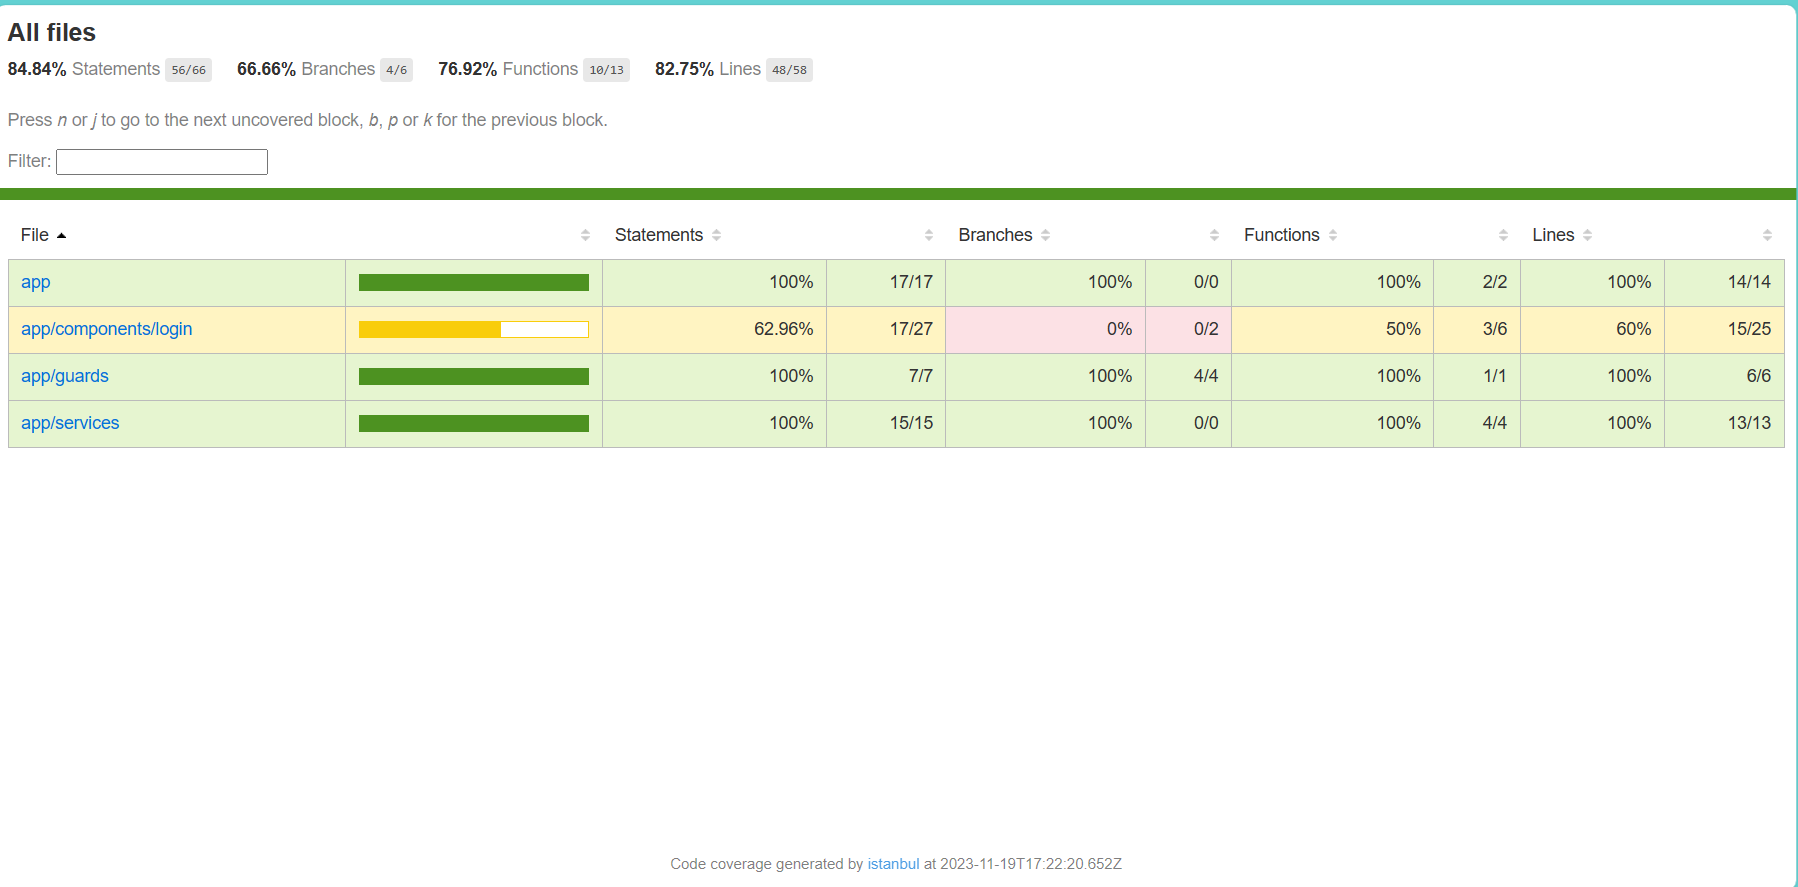 All files
84.84% Statements 56/66 66.66% Branches 4/6 76.92% Functions 10/13 82.75% Lines 48/58
Press n or j to go to the next uncovered block, b, p or k for the previous block.
Filter:
File Statements Branches Functions Lines
app 100% 17/17 100% 0/0 100% 2/2 100% 14/14
app/components/login 62.96% 17/27 0% 0/2 50% 3/6 60% 15/25
app/guards 100% 7/7 100% 4/4 100% 1/1 100% 6/6
app/services 100% 15/15 100% 0/0 100% 4/4 100% 13/13
Code coverage generated by istanbul at 2023-11-19T17:22:20.652Z